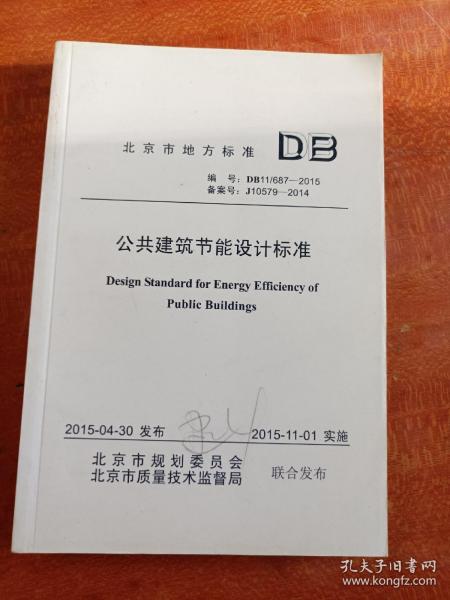 北京市地方标准 DB
编 号：DB11/687—2015
备案号：J10579—2014
公共建筑节能设计标准
Design Standard for Energy Efficiency of
Public Buildings
2015-04-30 发布 2015-11-01 实施
北京市规划委员会
北京市质量技术监督局
联合发布
孔夫子旧书网
www.kongfz.com